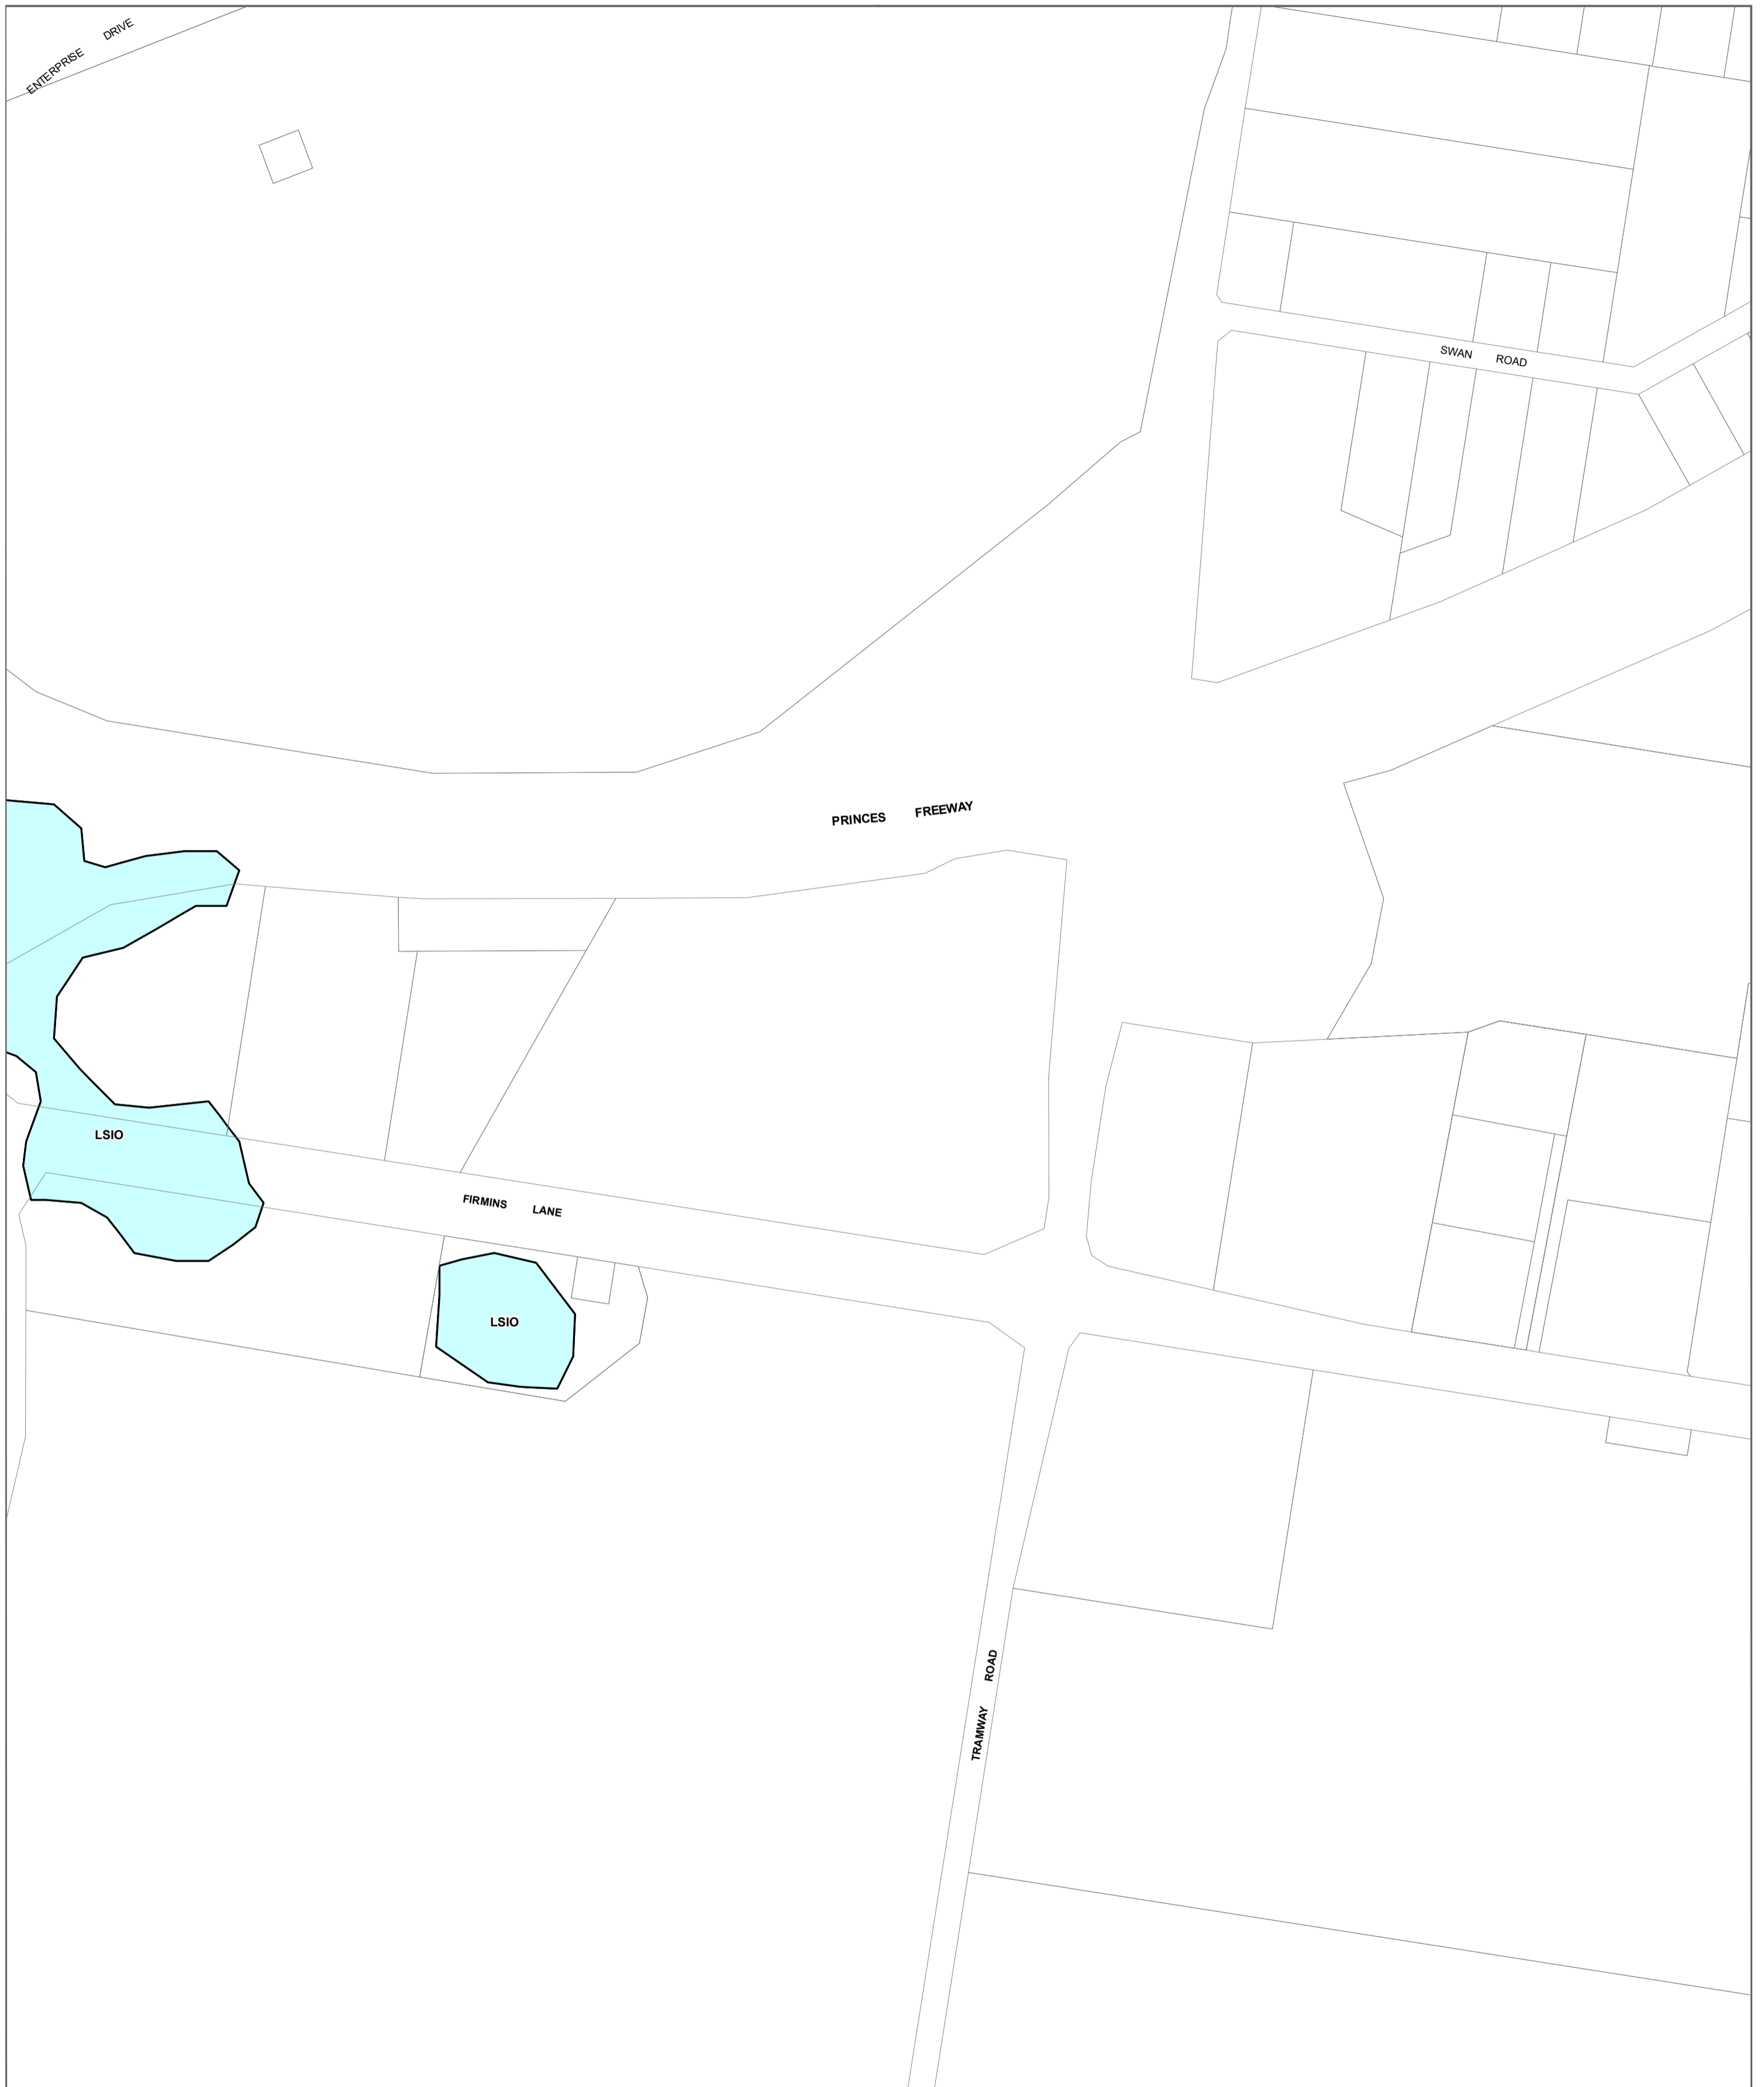 ENTERPRISE DRIVE
SWAN ROAD
PRINCES FREEWAY
LSIO
FIRMINS LANE
LSIO
TRAMWAY ROAD